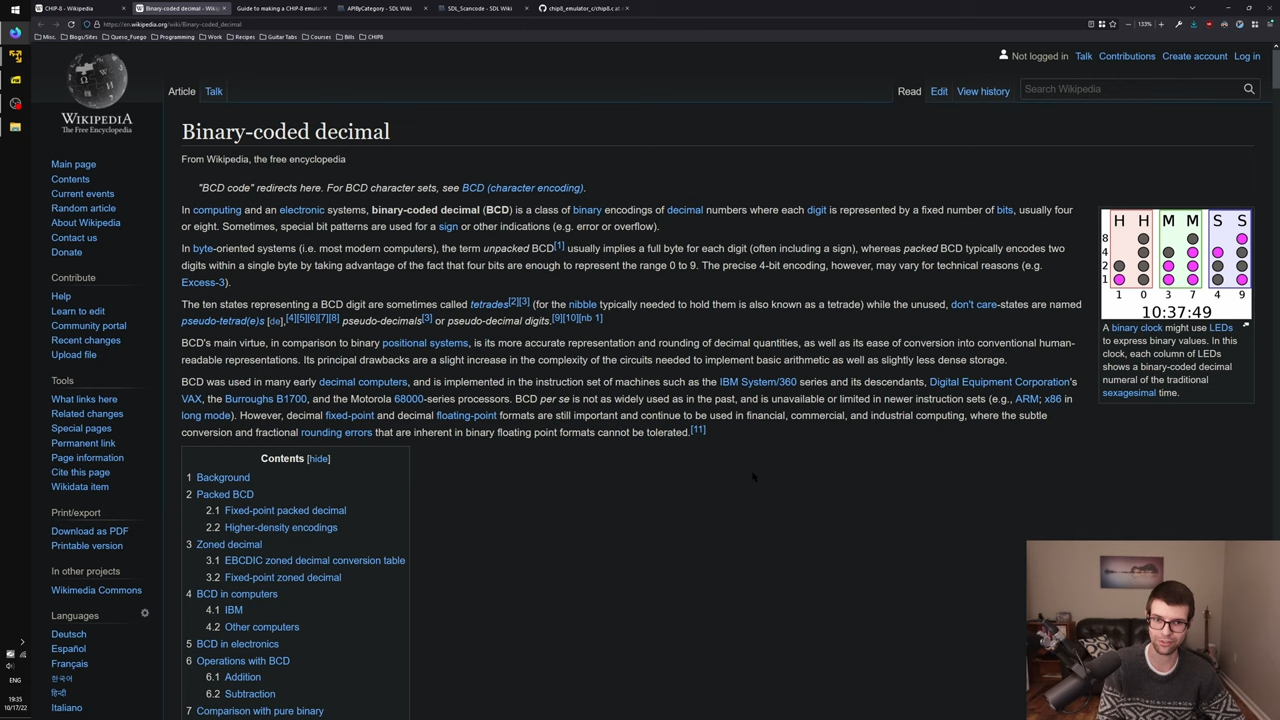 CHIP-8 - Wikipedia
Binary-coded decimal - Wiki
Guide to making a CHIP-8 emulat
APIByCategory - SDL Wiki
SDL_Scancode - SDL Wiki
chip8_emulator_c/chip8.c at
https://en.wikipedia.org/wiki/Binary-coded_decimal
133%
Misc. Blogs/Sites Queso_Fuego Programming Work Recipes Guitar Tabs Courses Bills CHIP8
Not logged in Talk Contributions Create account Log in
Article Talk Read Edit View history Search Wikipedia
WIKIPEDIA
The Free Encyclopedia
Main page
Contents
Current events
Random article
About Wikipedia
Contact us
Donate
Contribute
Help
Learn to edit
Community portal
Recent changes
Upload file
Tools
What links here
Related changes
Special pages
Permanent link
Page information
Cite this page
Wikidata item
Print/export
Download as PDF
Printable version
In other projects
Wikimedia Commons
Languages
Deutsch
Español
Français
한국어
हिन्दी
Italiano
Binary-coded decimal
From Wikipedia, the free encyclopedia
"BCD code" redirects here. For BCD character sets, see BCD (character encoding).
In computing and an electronic systems, binary-coded decimal (BCD) is a class of binary encodings of decimal numbers where each digit is represented by a fixed number of bits, usually four
or eight. Sometimes, special bit patterns are used for a sign or other indications (e.g. error or overflow).
In byte-oriented systems (i.e. most modern computers), the term unpacked BCD[1] usually implies a full byte for each digit (often including a sign), whereas packed BCD typically encodes two
digits within a single byte by taking advantage of the fact that four bits are enough to represent the range 0 to 9. The precise 4-bit encoding, however, may vary for technical reasons (e.g.
Excess-3).
The ten states representing a BCD digit are sometimes called tetrades[2][3] (for the nibble typically needed to hold them is also known as a tetrade) while the unused, don't care-states are named
pseudo-tetrad(e)s [de],[4][5][6][7][8] pseudo-decimals[3] or pseudo-decimal digits.[9][10][nb 1]
BCD's main virtue, in comparison to binary positional systems, is its more accurate representation and rounding of decimal quantities, as well as its ease of conversion into conventional human-
readable representations. Its principal drawbacks are a slight increase in the complexity of the circuits needed to implement basic arithmetic as well as slightly less dense storage.
BCD was used in many early decimal computers, and is implemented in the instruction set of machines such as the IBM System/360 series and its descendants, Digital Equipment Corporation's
VAX, the Burroughs B1700, and the Motorola 68000-series processors. BCD per se is not as widely used as in the past, and is unavailable or limited in newer instruction sets (e.g., ARM; x86 in
long mode). However, decimal fixed-point and decimal floating-point formats are still important and continue to be used in financial, commercial, and industrial computing, where the subtle
conversion and fractional rounding errors that are inherent in binary floating point formats cannot be tolerated.[11]
Contents [hide]
1 Background
2 Packed BCD
2.1 Fixed-point packed decimal
2.2 Higher-density encodings
3 Zoned decimal
3.1 EBCDIC zoned decimal conversion table
3.2 Fixed-point zoned decimal
4 BCD in computers
4.1 IBM
4.2 Other computers
5 BCD in electronics
6 Operations with BCD
6.1 Addition
6.2 Subtraction
7 Comparison with pure binary
H H M M S S
8
4
2
1
1 0 3 7 4 9
10:37:49
A binary clock might use LEDs
to express binary values. In this
clock, each column of LEDs
shows a binary-coded decimal
numeral of the traditional
sexagesimal time.
ENG
19:35
10/17/22